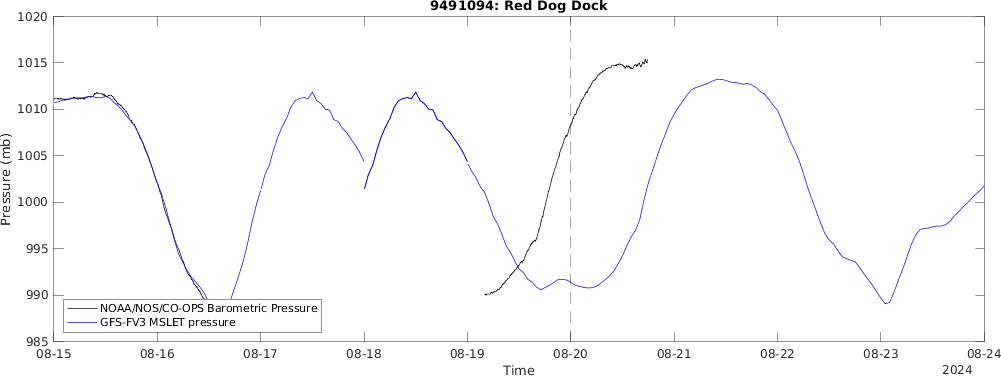 9491094: Red Dog Dock
1020
1015
1010
1005
1000
995
990
985
Pressure (mb)
NOAA/NOS/CO-OPS Barometric Pressure
GFS-FV3 MSLET pressure
08-15 08-16 08-17 08-18 08-19 08-20 08-21 08-22 08-23 08-24
Time
2024